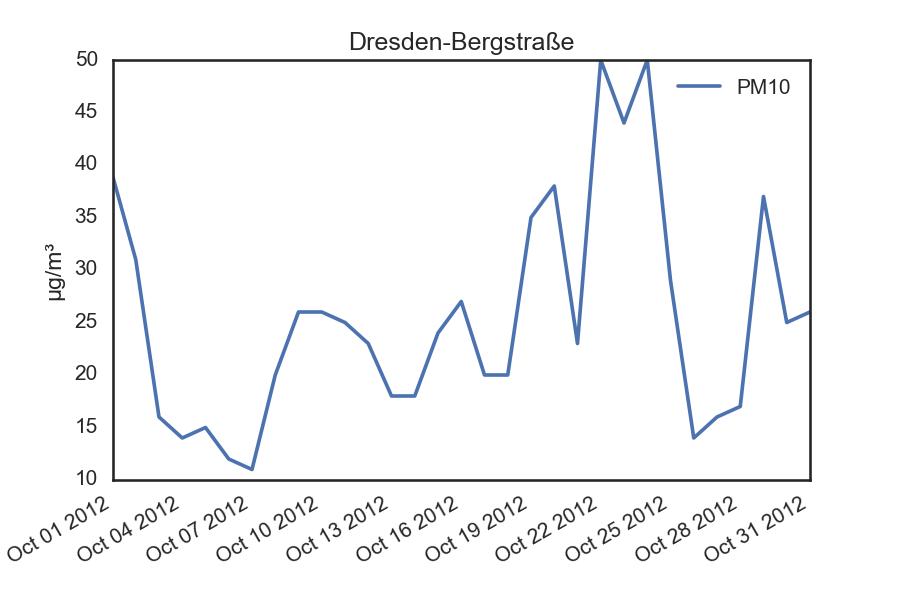 Dresden-Bergstraße
50
45
40
35
30
25
20
15
10
µg/m³
PM10
Oct 01 2012
Oct 04 2012
Oct 07 2012
Oct 10 2012
Oct 13 2012
Oct 16 2012
Oct 19 2012
Oct 22 2012
Oct 25 2012
Oct 28 2012
Oct 31 2012